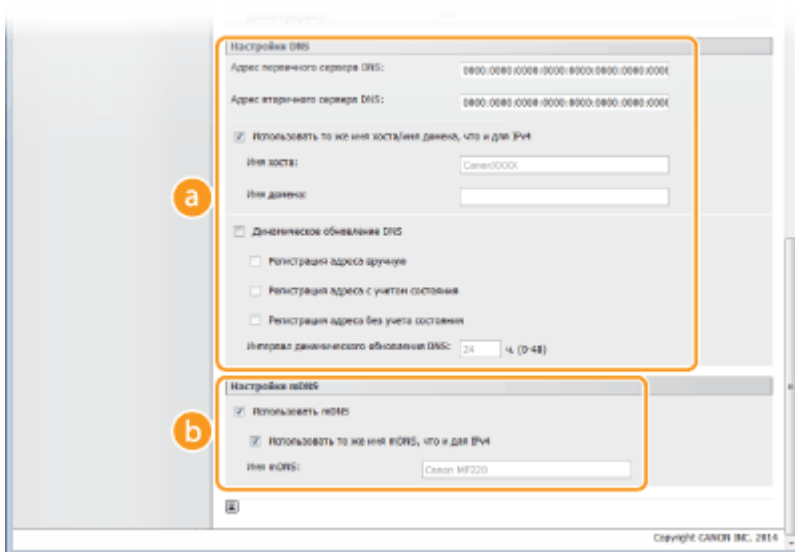 Настройки DNS
Адрес первичного сервера DNS: 0000:0000:0000:0000:0000:0000:0000:000(
Адрес вторичного сервера DNS: 0000:0000:0000:0000:0000:0000:0000:000(
Использовать то же имя хоста/имя домена, что и для IPv4
Имя хоста: CanonXXXX
a
Имя домена:
Динамическое обновление DNS
Регистрация адреса вручную
Регистрация адреса с учетом состояния
Регистрация адреса без учета состояния
Интервал динамического обновления DNS: 24 ч. (0-48)
Настройки mDNS
b
Использовать mDNS
Использовать то же имя mDNS, что и для IPv4
Имя mDNS: Canon MF220
Copyright CANON INC. 2014